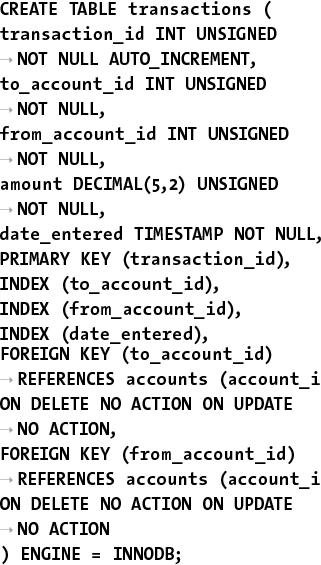 CREATE TABLE transactions (
transaction_id INT UNSIGNED
→ NOT NULL AUTO_INCREMENT,
to_account_id INT UNSIGNED
→ NOT NULL,
from_account_id INT UNSIGNED
→ NOT NULL,
amount DECIMAL(5,2) UNSIGNED
→ NOT NULL,
date_entered TIMESTAMP NOT NULL,
PRIMARY KEY (transaction_id),
INDEX (to_account_id),
INDEX (from_account_id),
INDEX (date_entered),
FOREIGN KEY (to_account_id)
→ REFERENCES accounts (account_i
ON DELETE NO ACTION ON UPDATE
→ NO ACTION,
FOREIGN KEY (from_account_id)
→ REFERENCES accounts (account_i
ON DELETE NO ACTION ON UPDATE
→ NO ACTION
) ENGINE = INNODB;